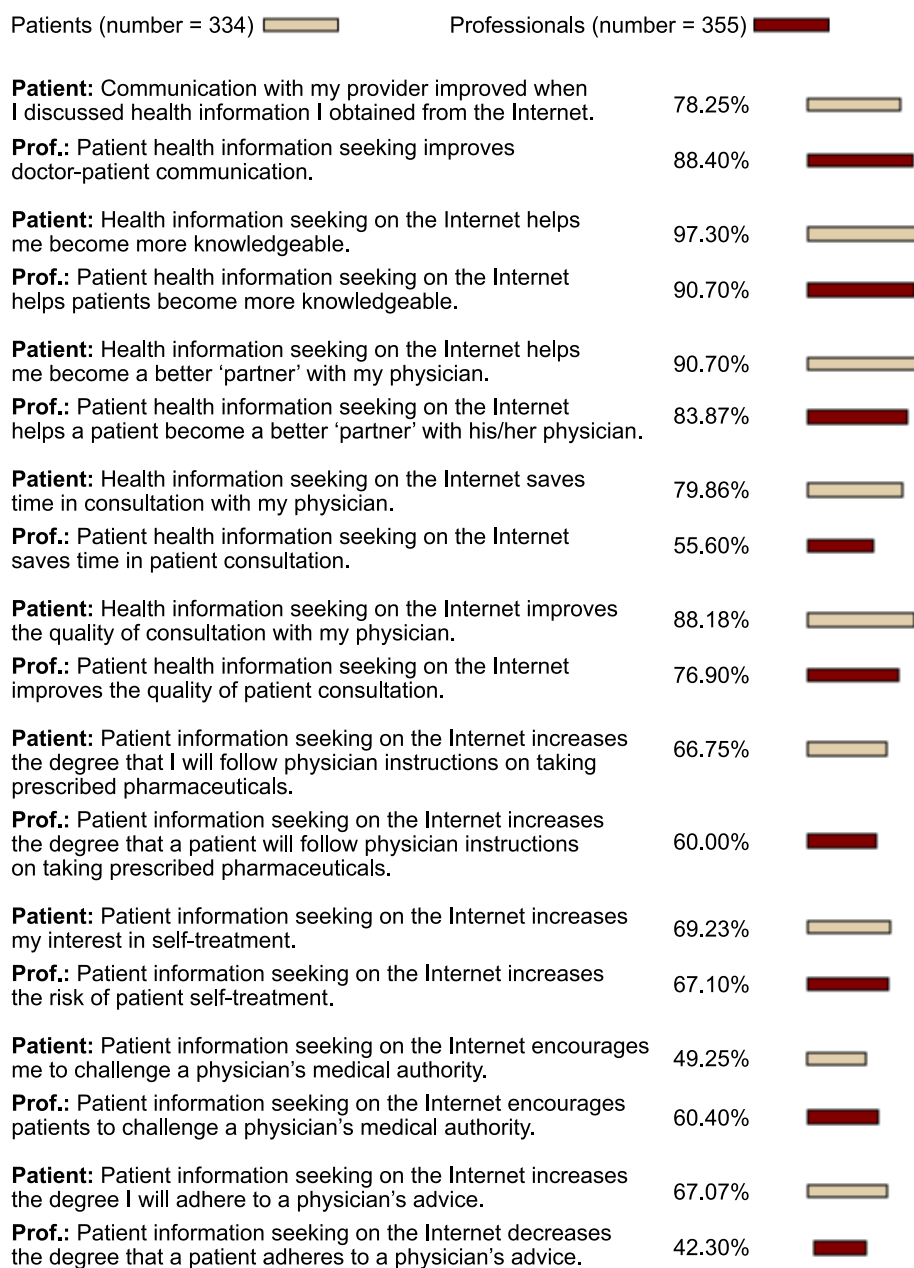 Patients (number = 334)
Professionals (number = 355)
Patient: Communication with my provider improved when
I discussed health information I obtained from the Internet.
78.25%
Prof.: Patient health information seeking improves
doctor-patient communication.
88.40%
Patient: Health information seeking on the Internet helps
me become more knowledgeable.
97.30%
Prof.: Patient health information seeking on the Internet
helps patients become more knowledgeable.
90.70%
Patient: Health information seeking on the Internet helps
me become a better ‘partner’ with my physician.
90.70%
Prof.: Patient health information seeking on the Internet
helps a patient become a better ‘partner’ with his/her physician.
83.87%
Patient: Health information seeking on the Internet saves
time in consultation with my physician.
79.86%
Prof.: Patient health information seeking on the Internet
saves time in patient consultation.
55.60%
Patient: Health information seeking on the Internet improves
the quality of consultation with my physician.
88.18%
Prof.: Patient health information seeking on the Internet
improves the quality of patient consultation.
76.90%
Patient: Patient information seeking on the Internet increases
the degree that I will follow physician instructions on taking
prescribed pharmaceuticals.
66.75%
Prof.: Patient information seeking on the Internet increases
the degree that a patient will follow physician instructions
on taking prescribed pharmaceuticals.
60.00%
Patient: Patient information seeking on the Internet increases
my interest in self-treatment.
69.23%
Prof.: Patient information seeking on the Internet increases
the risk of patient self-treatment.
67.10%
Patient: Patient information seeking on the Internet encourages
me to challenge a physician’s medical authority.
49.25%
Prof.: Patient information seeking on the Internet encourages
patients to challenge a physician’s medical authority.
60.40%
Patient: Patient information seeking on the Internet increases
the degree I will adhere to a physician’s advice.
67.07%
Prof.: Patient information seeking on the Internet decreases
the degree that a patient adheres to a physician’s advice.
42.30%